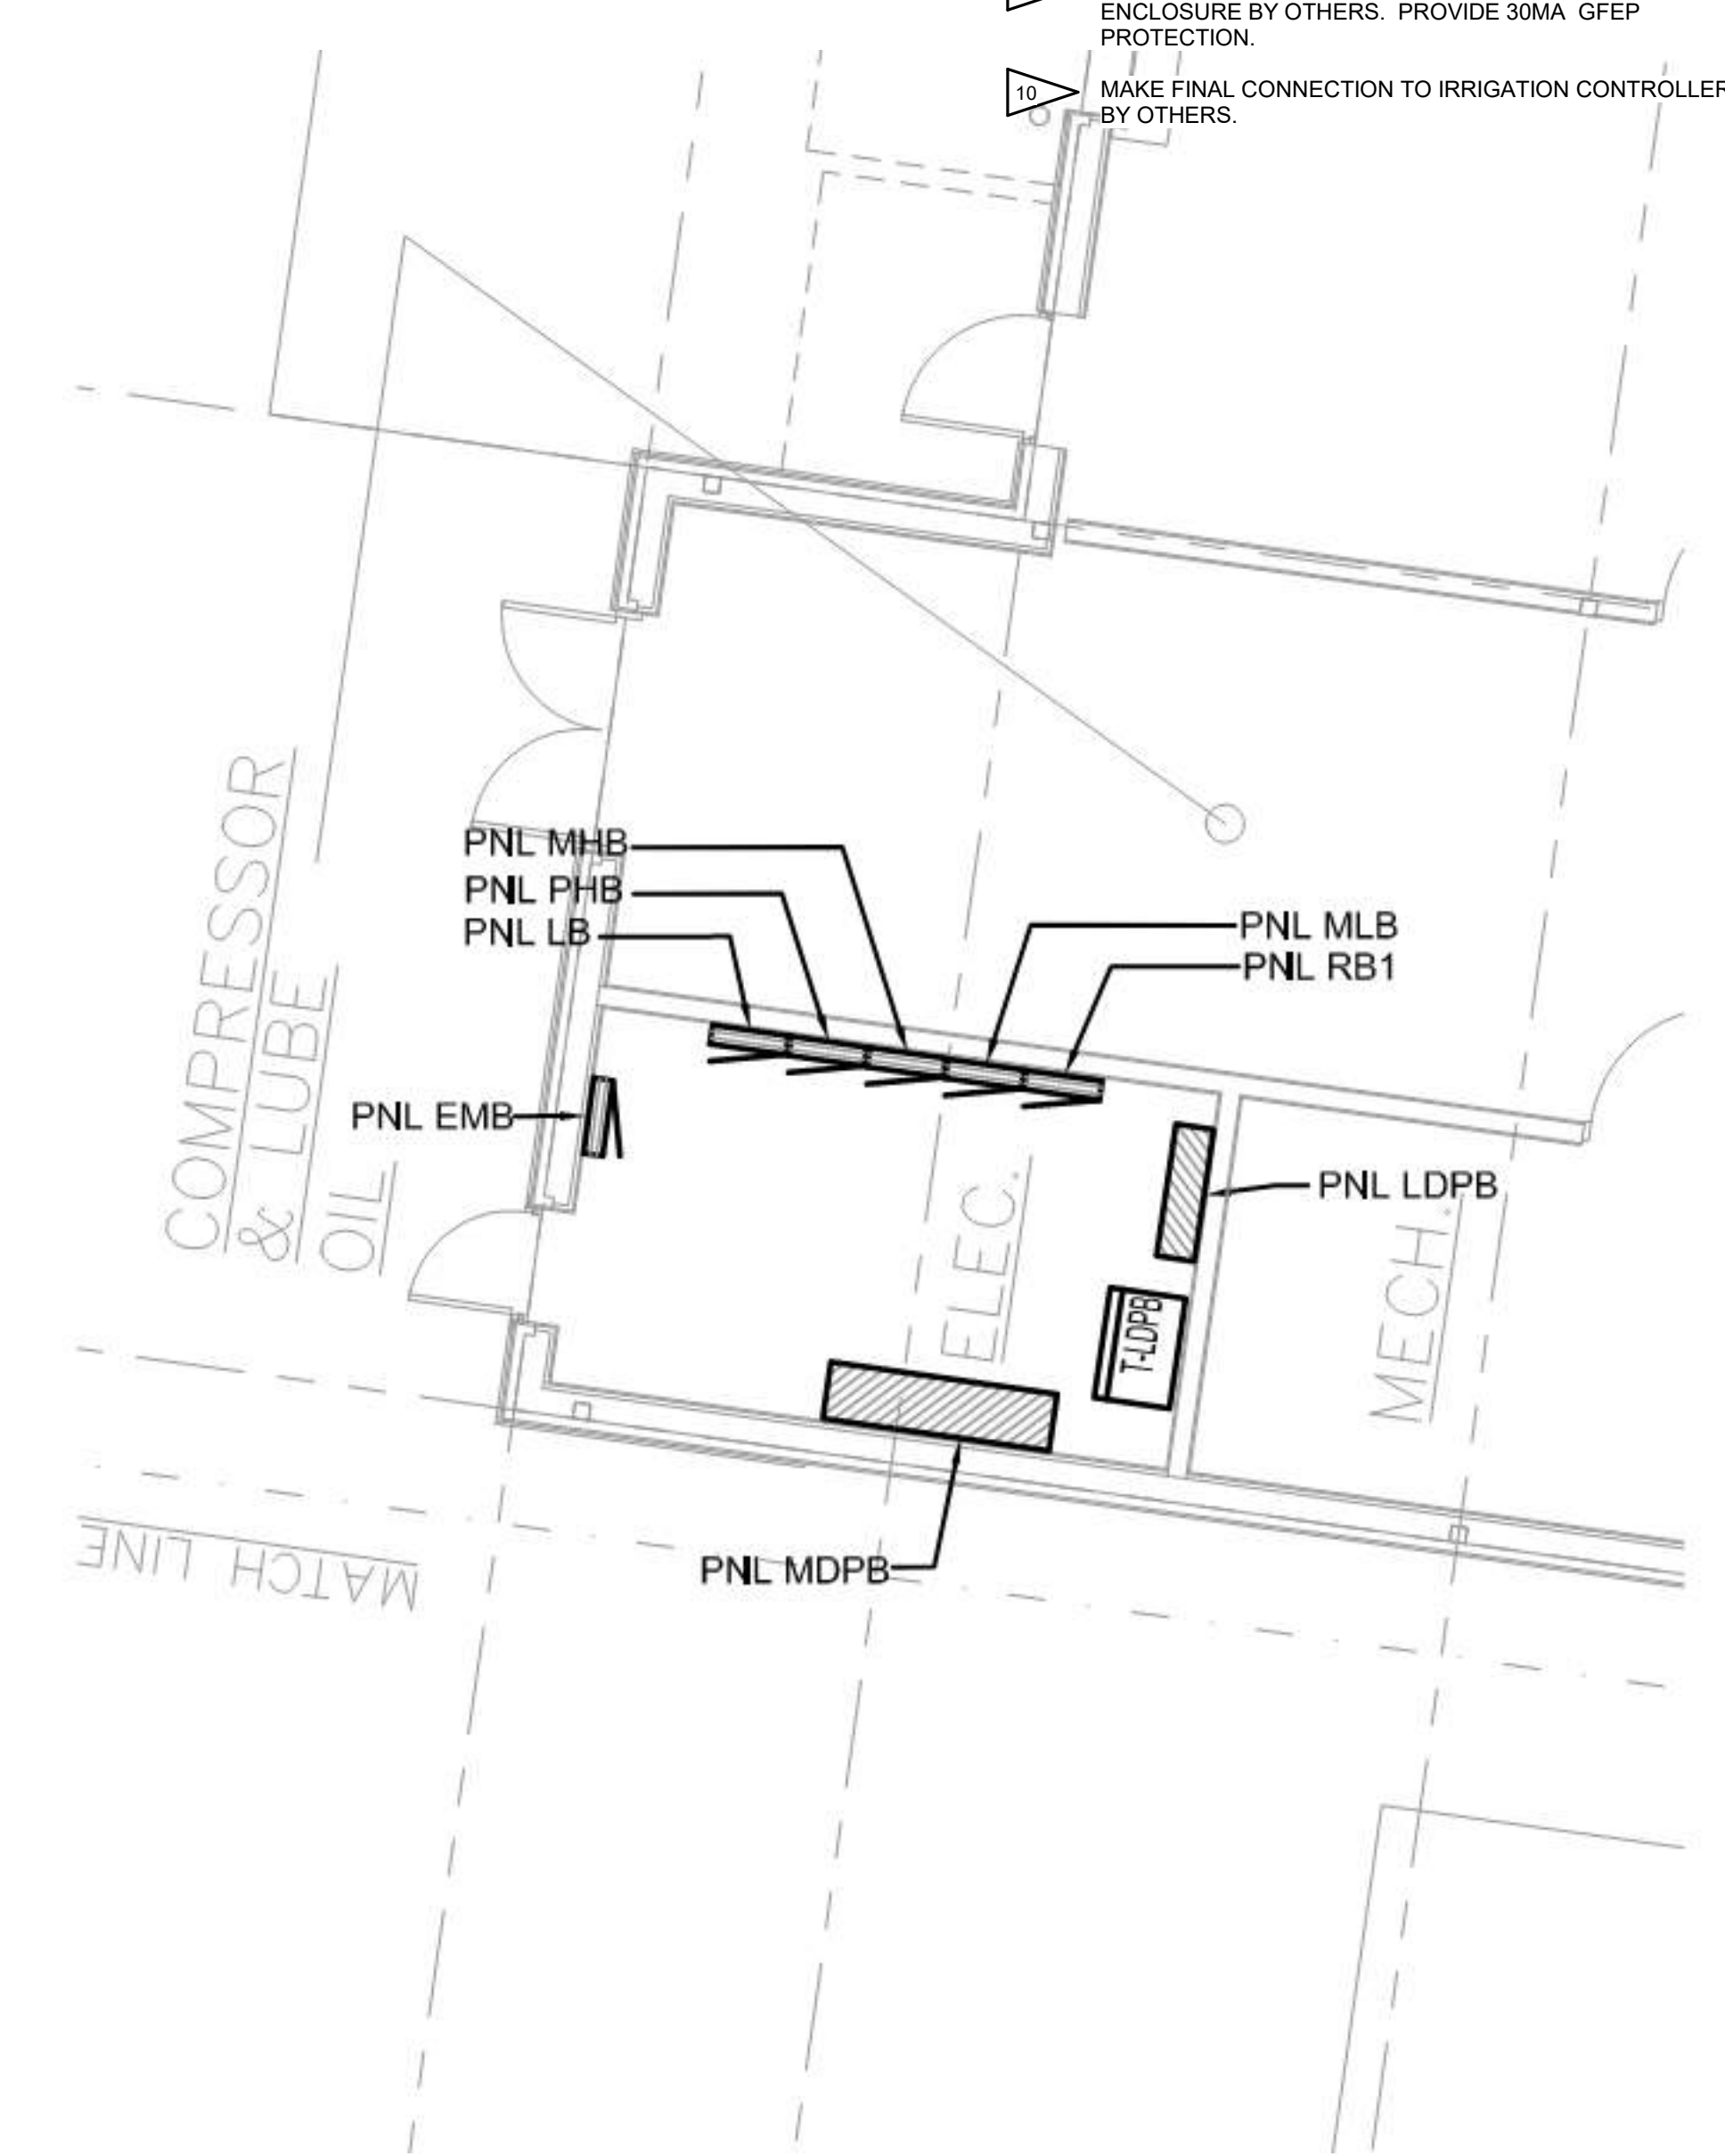 ENCLOSURE BY OTHERS. PROVIDE 30MA GFEP
PROTECTION.
10
MAKE FINAL CONNECTION TO IRRIGATION CONTROLLER
BY OTHERS.
COMPRESSOR
& LUBE
OIL
PNL MHB
PNL PHB
PNL LB
PNL MLB
PNL RB1
PNL EMB
PNL LDPB
ELEC.
T-LDPB
MECH.
PNL MDPB
MATCH LINE